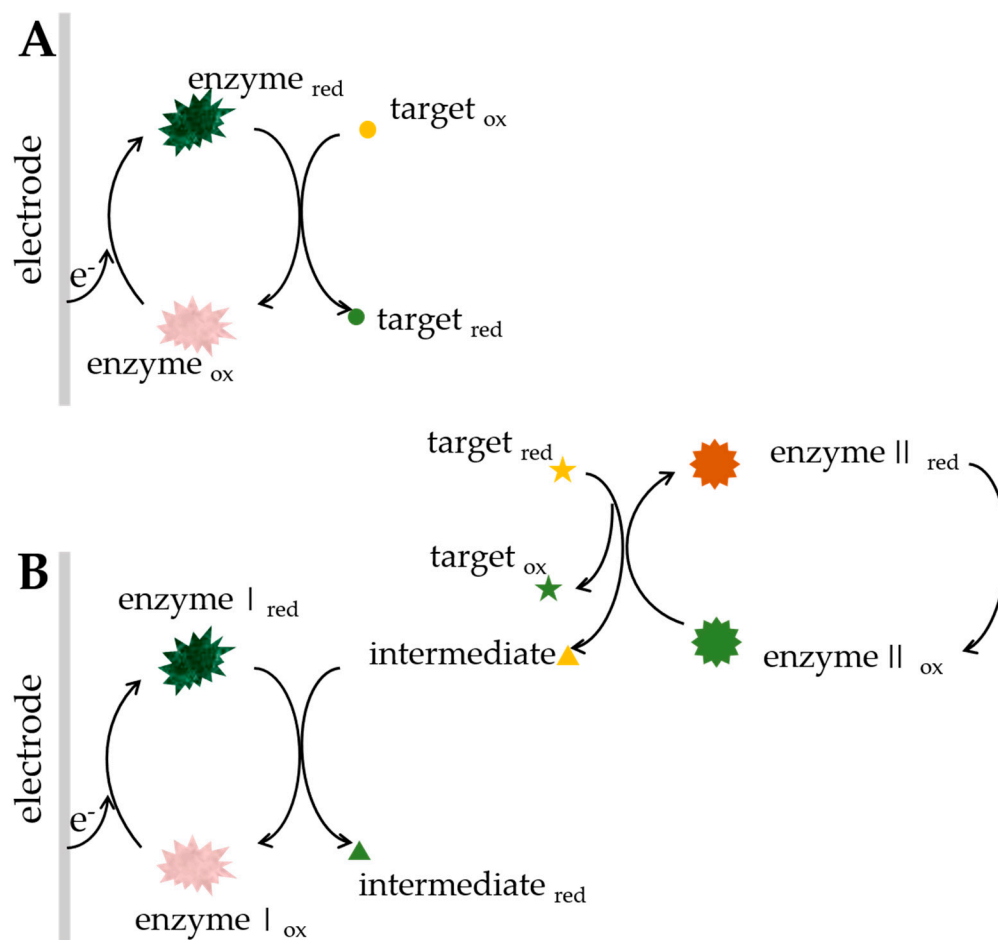 A
electrode
enzyme red
target ox
e-
target red
enzyme ox
target red
enzyme II red
target ox
B
electrode
enzyme I red
intermediate
enzyme II ox
e-
intermediate red
enzyme I ox